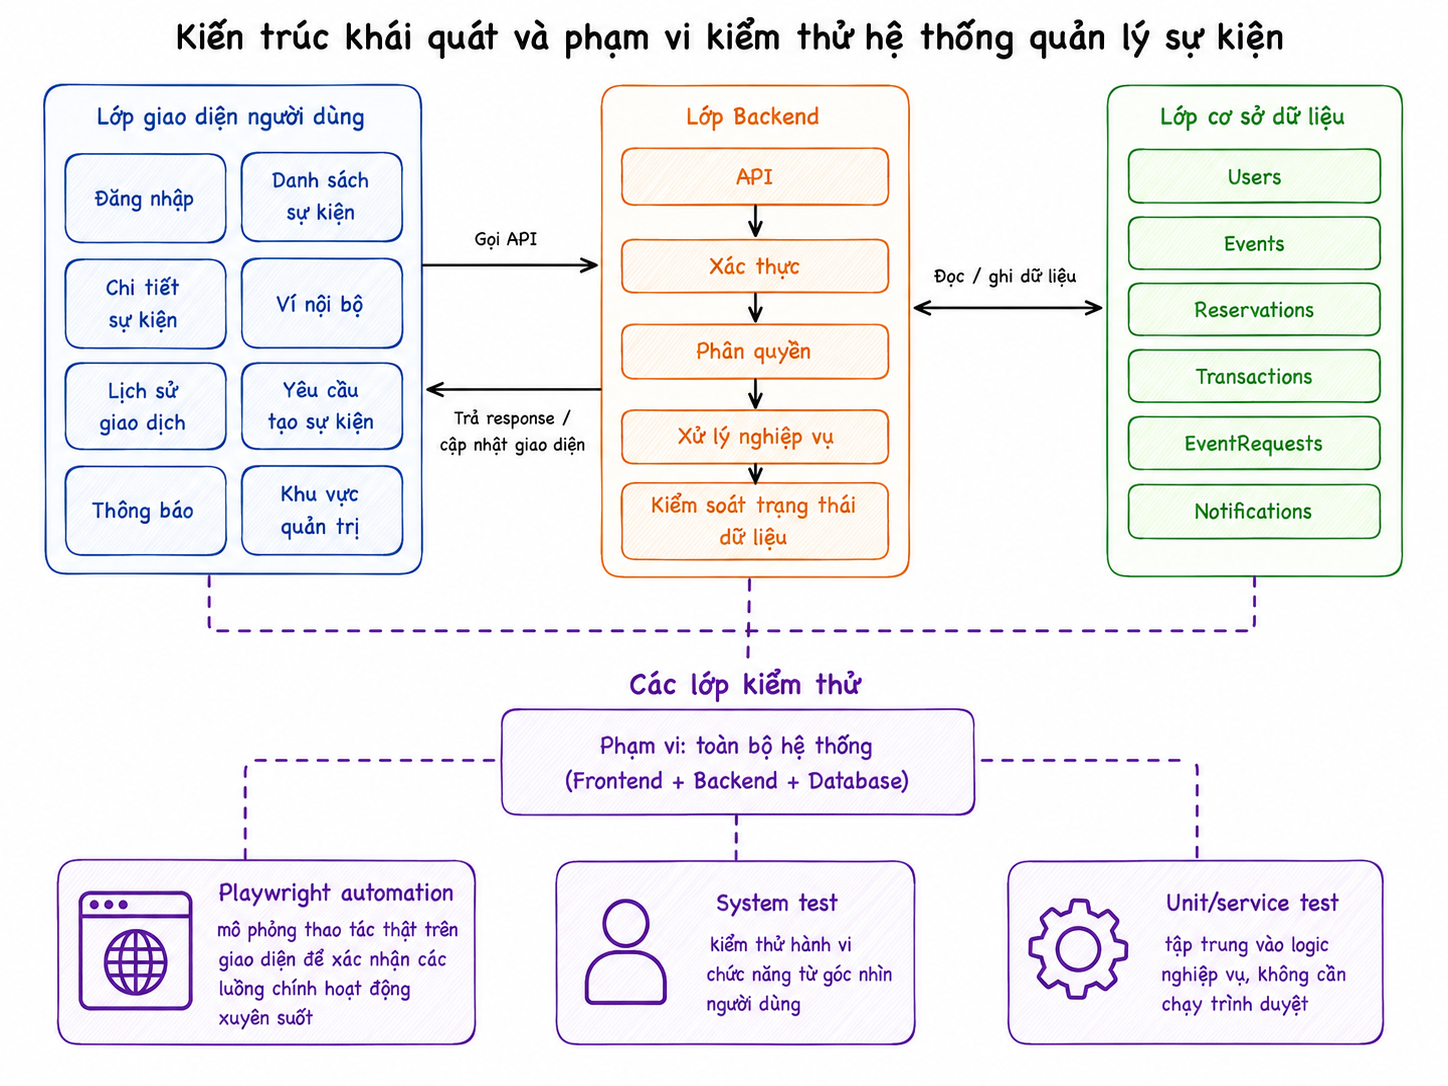 Kiến trúc khái quát và phạm vi kiểm thử hệ thống quản lý sự kiện
Lớp giao diện người dùng
Đăng nhập
Danh sách
sự kiện
Chi tiết
sự kiện
Ví nội bộ
Lịch sử
giao dịch
Yêu cầu
tạo sự kiện
Thông báo
Khu vực
quản trị
Gọi API
Trả response /
cập nhật giao diện
Lớp Backend
API
Xác thực
Phân quyền
Xử lý nghiệp vụ
Kiểm soát trạng thái
dữ liệu
Đọc / ghi dữ liệu
Lớp cơ sở dữ liệu
Users
Events
Reservations
Transactions
EventRequests
Notifications
Các lớp kiểm thử
Phạm vi: toàn bộ hệ thống
(Frontend + Backend + Database)
Playwright automation
mô phỏng thao tác thật trên
giao diện để xác nhận các
luồng chính hoạt động
xuyên suốt
System test
kiểm thử hành vi
chức năng từ góc nhìn
người dùng
Unit/service test
tập trung vào logic
nghiệp vụ, không cần
chạy trình duyệt